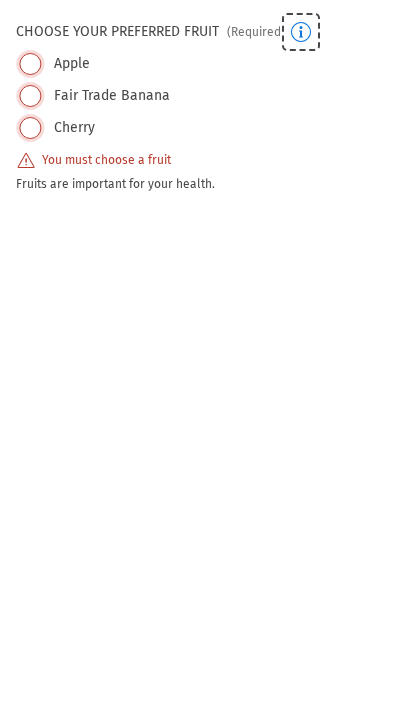 CHOOSE YOUR PREFERRED FRUIT (Required
Apple
Fair Trade Banana
Cherry
You must choose a fruit
Fruits are important for your health.